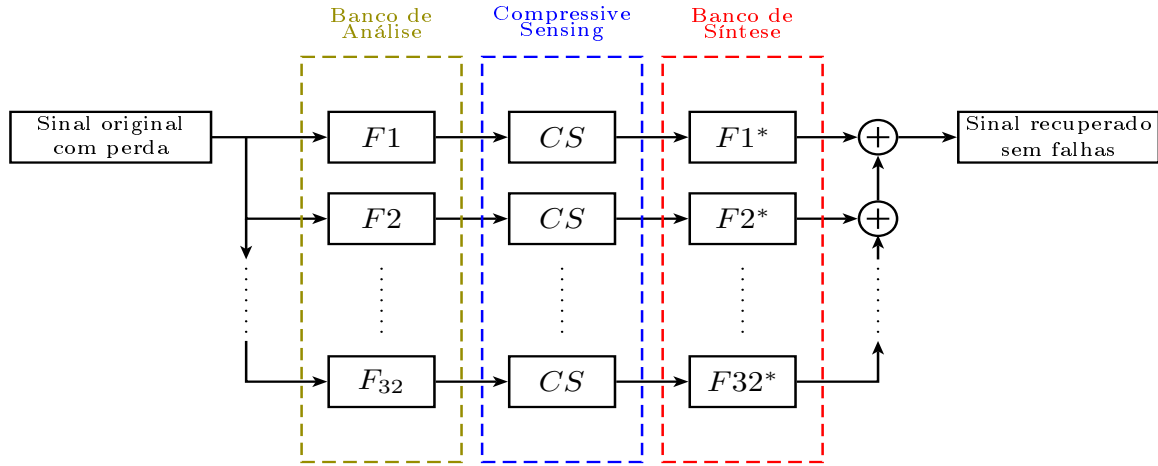 Banco de
Análise
Compressive
Sensing
Banco de
Síntese
Sinal original
com perda
F1
CS
F1*
+
Sinal recuperado
sem falhas
F2
CS
F2*
+
F32
CS
F32*